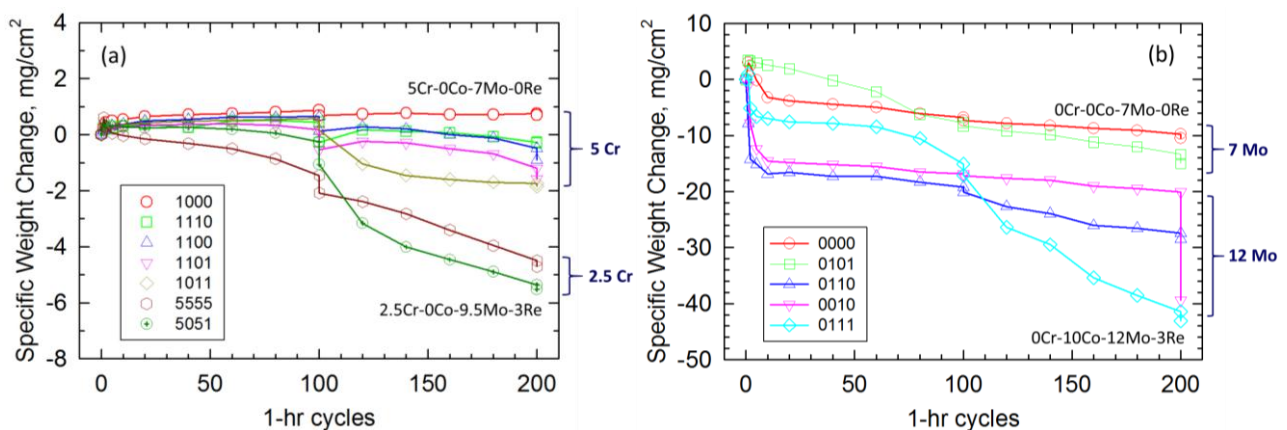 (a)
Specific Weight Change, mg/cm²
4
2
0
-2
-4
-6
-8
5Cr-0Co-7Mo-0Re
5 Cr
2.5 Cr
1000
1110
1100
1101
1011
5555
5051
2.5Cr-0Co-9.5Mo-3Re
0 50 100 150 200
1-hr cycles
(b)
Specific Weight Change, mg/cm²
10
0
-10
-20
-30
-40
-50
0Cr-0Co-7Mo-0Re
7 Mo
12 Mo
0000
0101
0110
0010
0111
0Cr-10Co-12Mo-3Re
0 50 100 150 200
1-hr cycles